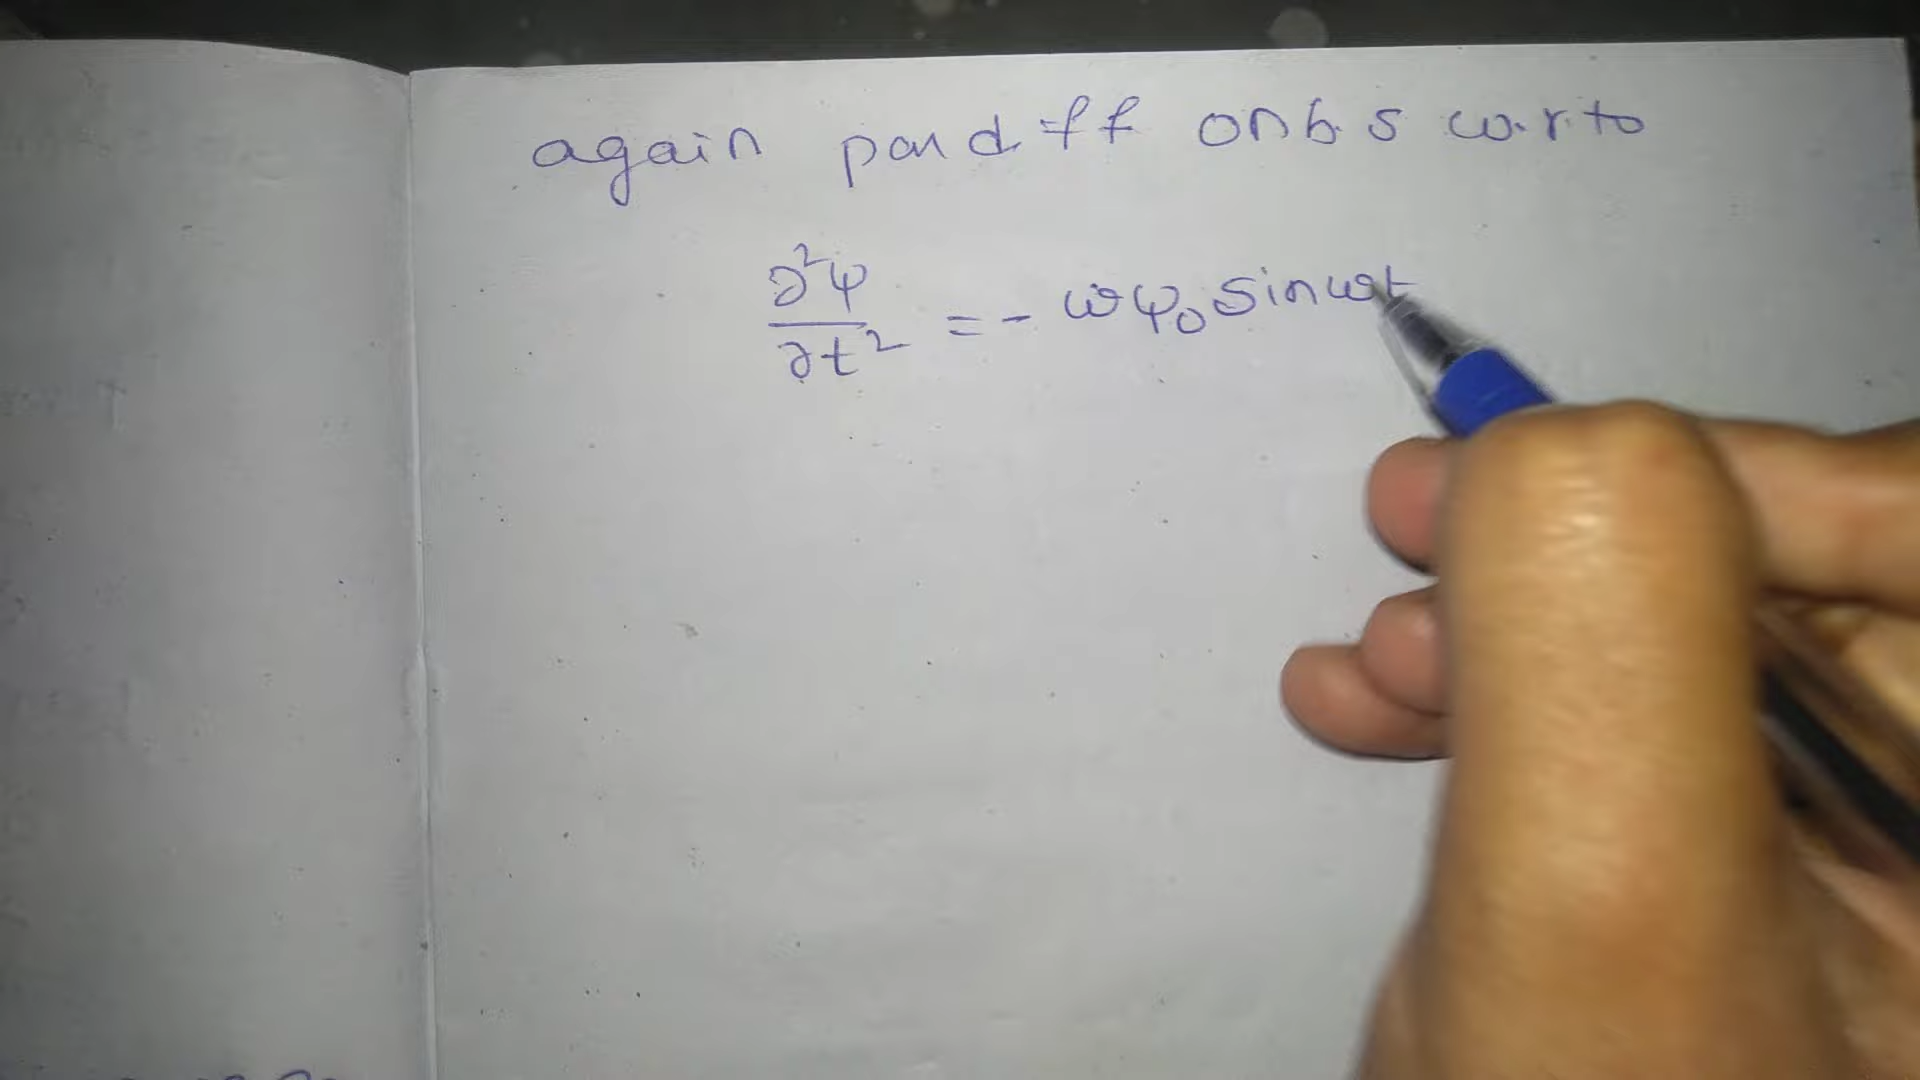 again par diff on b.s w.r.to
∂²ψ/∂t² = - ωψ₀ sinωt